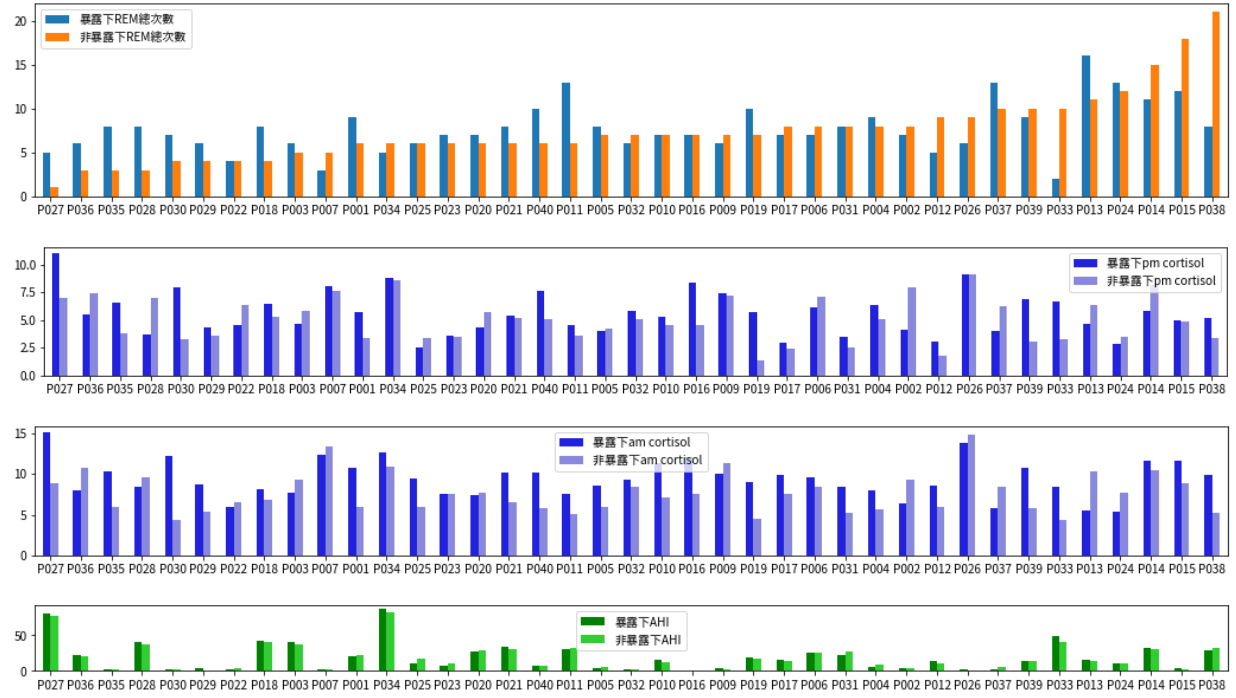 暴露下REM總次數
非暴露下REM總次數
20
15
10
5
0
P027 P036 P035 P028 P030 P029 P022 P018 P003 P007 P001 P034 P025 P023 P020 P021 P040 P011 P005 P032 P010 P016 P009 P019 P017 P006 P031 P004 P002 P012 P026 P037 P039 P033 P013 P024 P014 P015 P038
暴露下pm cortisol
非暴露下pm cortisol
10.0
7.5
5.0
2.5
0.0
P027 P036 P035 P028 P030 P029 P022 P018 P003 P007 P001 P034 P025 P023 P020 P021 P040 P011 P005 P032 P010 P016 P009 P019 P017 P006 P031 P004 P002 P012 P026 P037 P039 P033 P013 P024 P014 P015 P038
暴露下am cortisol
非暴露下am cortisol
15
10
5
0
P027 P036 P035 P028 P030 P029 P022 P018 P003 P007 P001 P034 P025 P023 P020 P021 P040 P011 P005 P032 P010 P016 P009 P019 P017 P006 P031 P004 P002 P012 P026 P037 P039 P033 P013 P024 P014 P015 P038
暴露下AHI
非暴露下AHI
50
0
P027 P036 P035 P028 P030 P029 P022 P018 P003 P007 P001 P034 P025 P023 P020 P021 P040 P011 P005 P032 P010 P016 P009 P019 P017 P006 P031 P004 P002 P012 P026 P037 P039 P033 P013 P024 P014 P015 P038